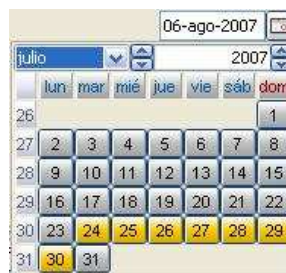 06-ago-2007
julio 2007
lun mar mié jue vie sáb dom
26 1
27 2 3 4 5 6 7 8
28 9 10 11 12 13 14 15
29 16 17 18 19 20 21 22
30 23 24 25 26 27 28 29
31 30 31